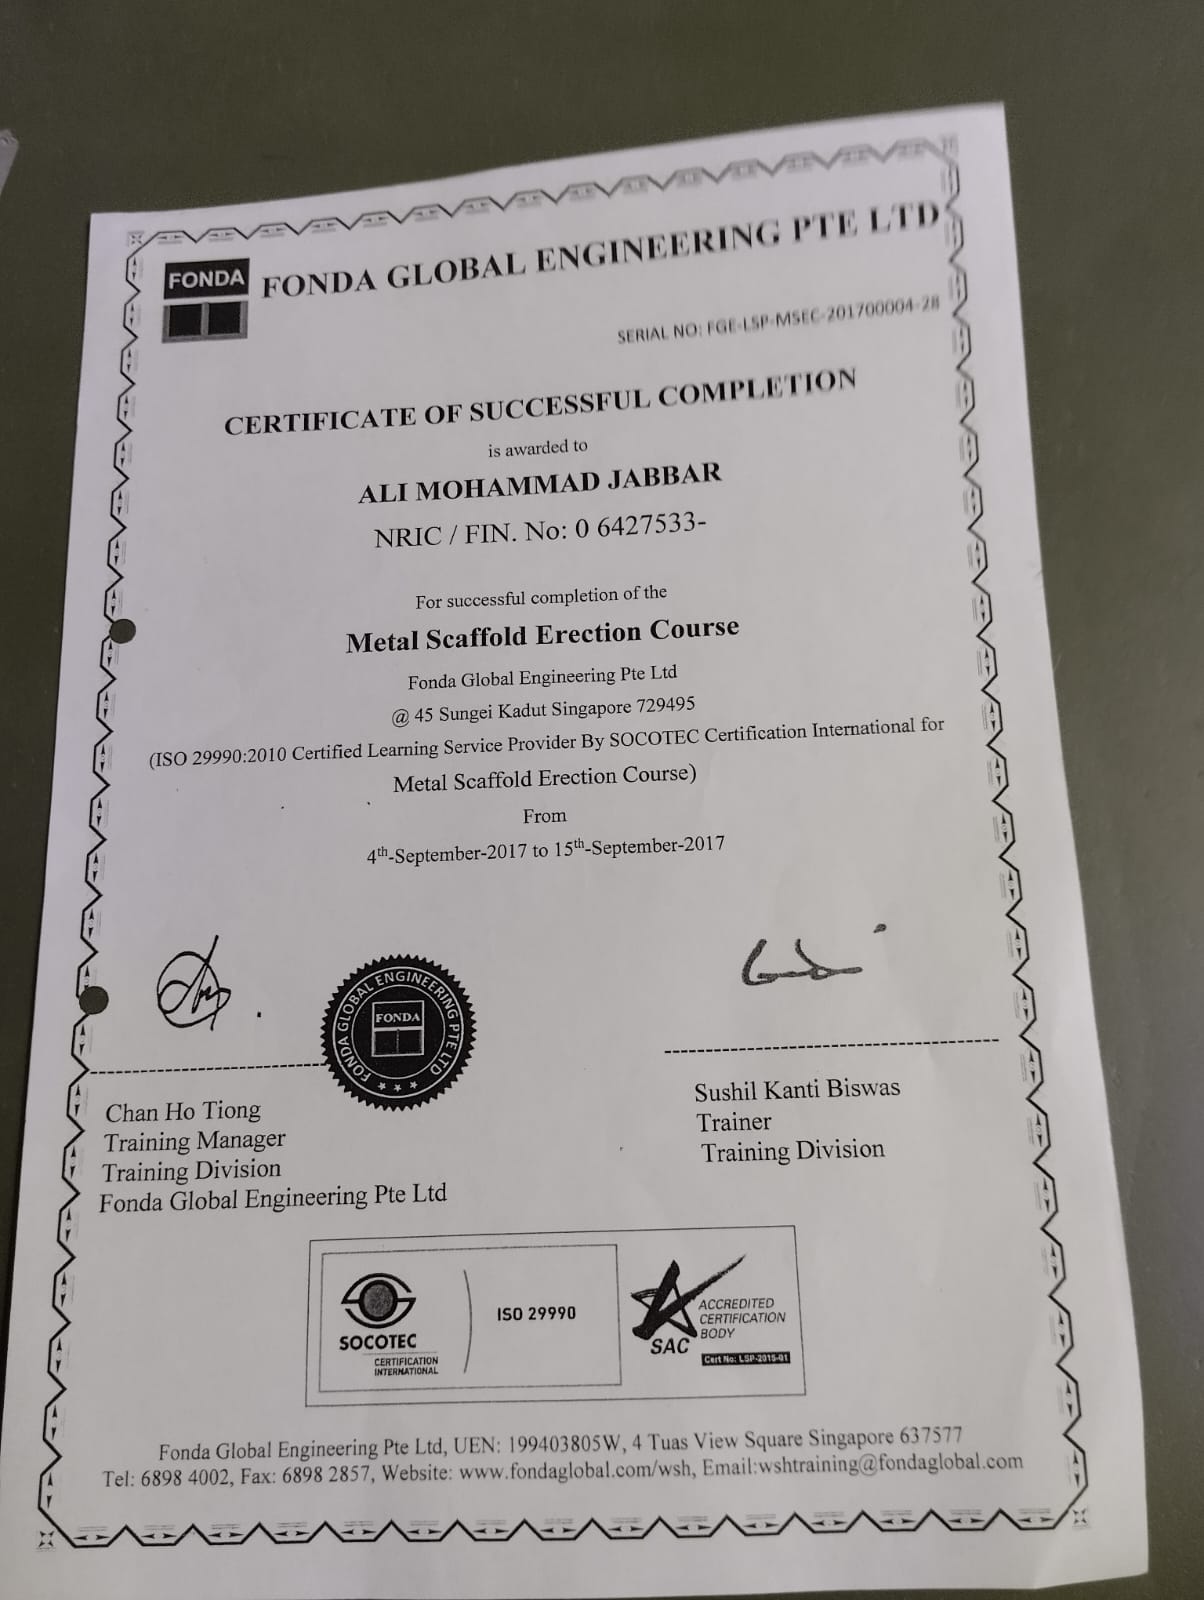 FONDA
FONDA GLOBAL ENGINEERING PTE LTD
SERIAL NO: FGE-LSP-MSEC-201700004-28
CERTIFICATE OF SUCCESSFUL COMPLETION
is awarded to
ALI MOHAMMAD JABBAR
NRIC / FIN. No: 0 6427533-
For successful completion of the
Metal Scaffold Erection Course
Fonda Global Engineering Pte Ltd
@ 45 Sungei Kadut Singapore 729495
(ISO 29990:2010 Certified Learning Service Provider By SOCOTEC Certification International for
Metal Scaffold Erection Course)
From
4th-September-2017 to 15th-September-2017
FONDA GLOBAL ENGINEERING PTE LTD
FONDA
Chan Ho Tiong
Training Manager
Training Division
Fonda Global Engineering Pte Ltd
Sushil Kanti Biswas
Trainer
Training Division
SOCOTEC
CERTIFICATION
INTERNATIONAL
ISO 29990
SAC
ACCREDITED
CERTIFICATION
BODY
Cert No: LSP-2015-01
Fonda Global Engineering Pte Ltd, UEN: 199403805W, 4 Tuas View Square Singapore 637577
Tel: 6898 4002, Fax: 6898 2857, Website: www.fondaglobal.com/wsh, Email:wshtraining@fondaglobal.com